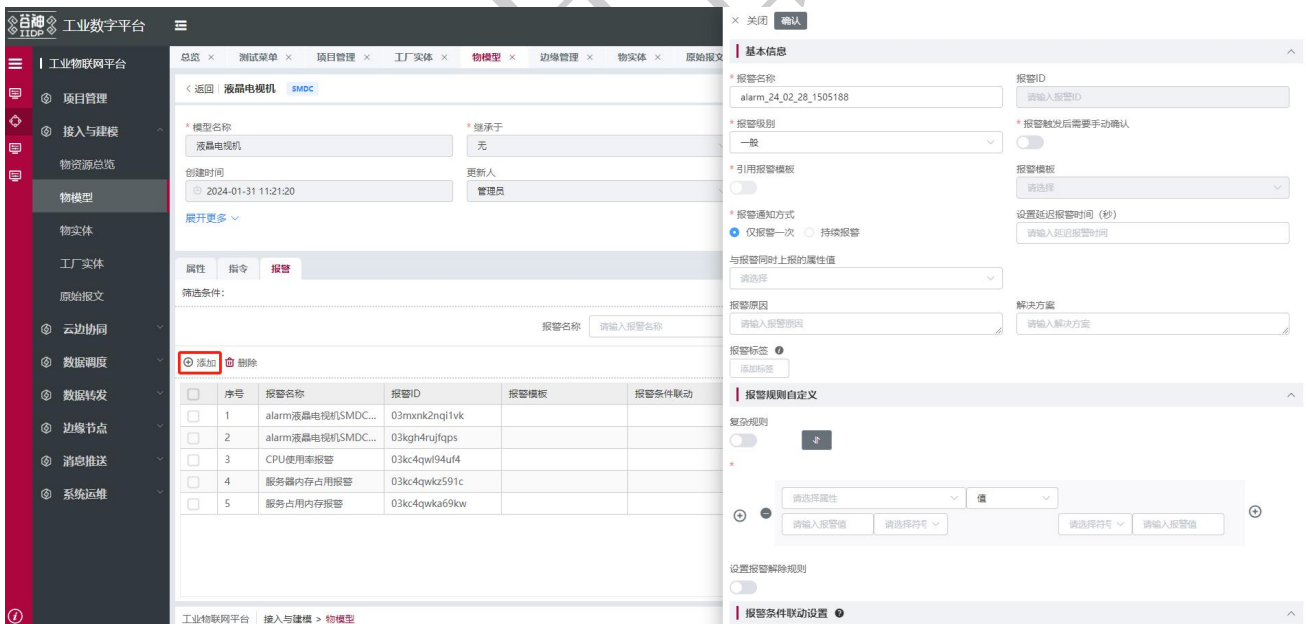 谷神
IIDP
工业数字平台
工业物联网平台
项目管理
接入与建模
物资源总览
物模型
物实体
工厂实体
原始报文
云边协同
数据调度
数据转发
边缘节点
消息推送
系统运维
总览 × 测试菜单 × 项目管理 × 工厂实体 × 物模型 × 边缘管理 × 物实体 × 原始报文
< 返回 液晶电视机 SMDC
* 模型名称 * 继承于
液晶电视机 无
创建时间 更新人
2024-01-31 11:21:20 管理员
展开更多
属性 指令 报警
筛选条件：
报警名称 请输入报警名称
添加 删除
序号 报警名称 报警ID 报警模板 报警条件联动
1 alarm液晶电视机SMDC... 03mxnk2nqi1vk
2 alarm液晶电视机SMDC... 03kgh4rujfqps
3 CPU使用率报警 03kc4qwl94uf4
4 服务器内存占用报警 03kc4qwkz591c
5 服务占用内存报警 03kc4qwka69kw
工业物联网平台 接入与建模 > 物模型
× 关闭 确认
基本信息
* 报警名称 报警ID
alarm_24_02_28_1505188 请输入报警ID
* 报警级别 * 报警触发后需要手动确认
一般
* 引用报警模板 报警模板
请选择
* 报警通知方式 设置延迟报警时间（秒）
仅报警一次 持续报警 请输入延迟报警时间
与报警同时上报的属性值
请选择
报警原因 解决方案
请输入报警原因 请输入解决方案
报警标签
添加标签
报警规则自定义
复杂规则
*
请选择属性 值
请输入报警值 请选择符号 请选择符号 请输入报警值
设置报警解除规则
报警条件联动设置